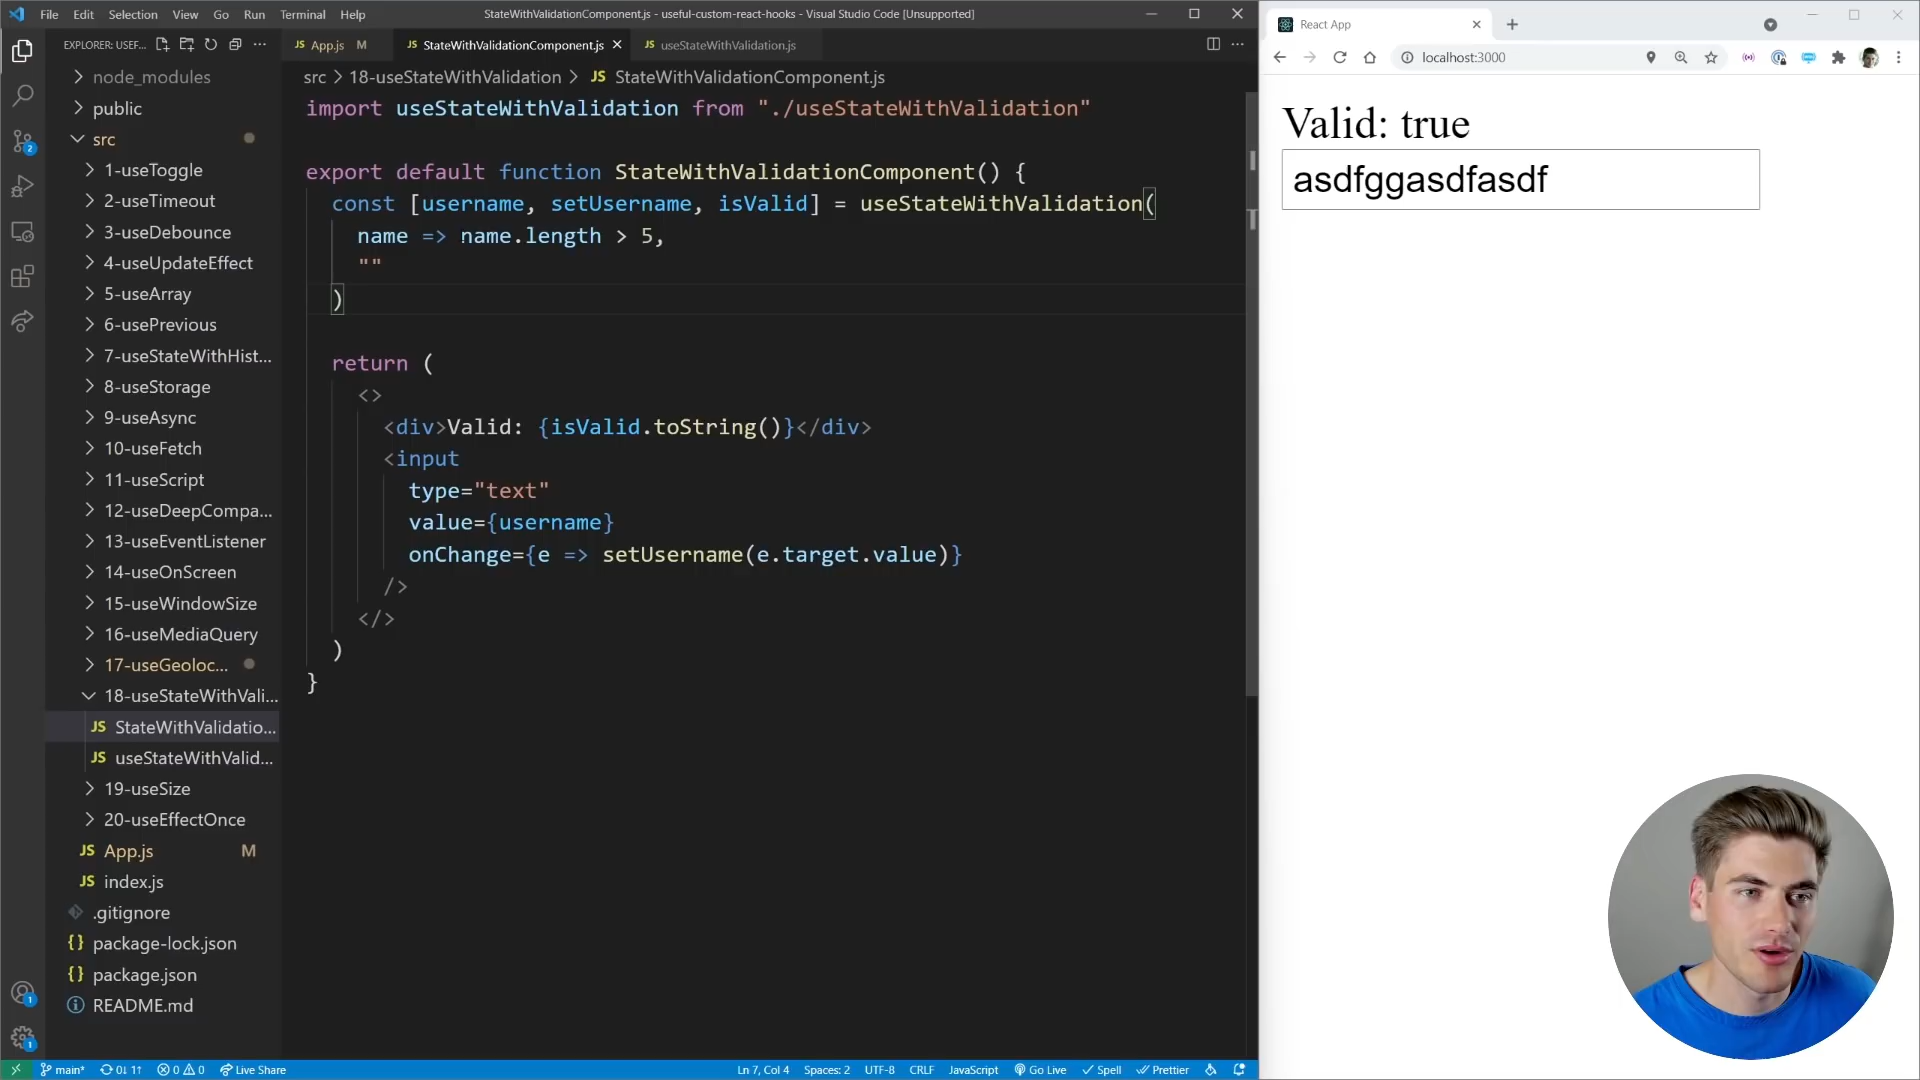 File Edit Selection View Go Run Terminal Help
StateWithValidationComponent.js - useful-custom-react-hooks - Visual Studio Code [Unsupported]
EXPLORER: USEF...
App.js M
StateWithValidationComponent.js
useStateWithValidation.js
src > 18-useStateWithValidation > JS StateWithValidationComponent.js
node_modules
public
src
1-useToggle
2-useTimeout
3-useDebounce
4-useUpdateEffect
5-useArray
6-usePrevious
7-useStateWithHist...
8-useStorage
9-useAsync
10-useFetch
11-useScript
12-useDeepCompa...
13-useEventListener
14-useOnScreen
15-useWindowSize
16-useMediaQuery
17-useGeoloc...
18-useStateWithVali...
JS StateWithValidatio...
JS useStateWithValid...
19-useSize
20-useEffectOnce
JS App.js M
JS index.js
.gitignore
{} package-lock.json
{} package.json
README.md
import useStateWithValidation from "./useStateWithValidation"
export default function StateWithValidationComponent() {
const [username, setUsername, isValid] = useStateWithValidation(
name => name.length > 5,
""
)
return (
<>
<div>Valid: {isValid.toString()}</div>
<input
type="text"
value={username}
onChange={e => setUsername(e.target.value)}
/>
</>
)
}
main* 0↓ 1↑ 0 0 Live Share
Ln 7, Col 4 Spaces: 2 UTF-8 CRLF JavaScript Go Live Spell Prettier
React App
localhost:3000
Valid: true
asdfggasdfasdf